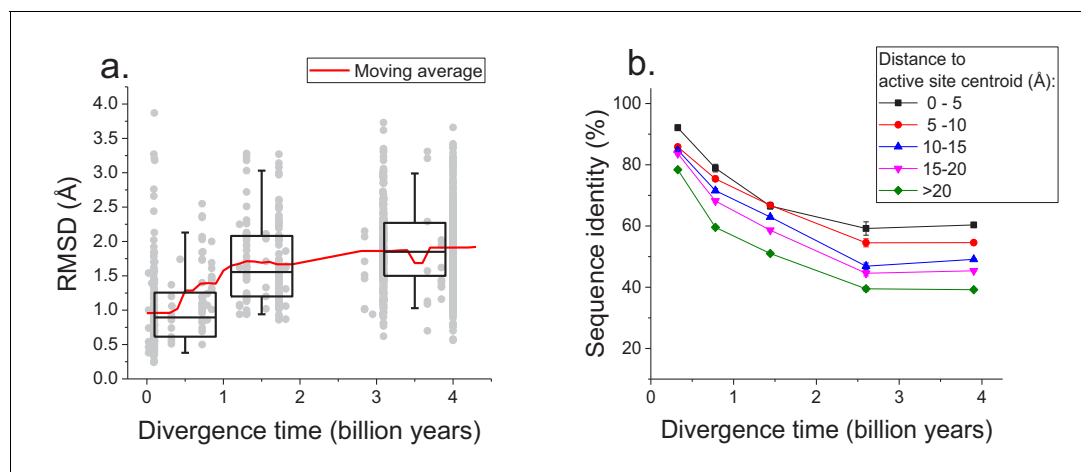 a.
Moving average
4.0
3.5
3.0
2.5
2.0
1.5
1.0
0.5
0.0
RMSD (Å)
0 1 2 3 4
Divergence time (billion years)
b.
Distance to
active site centroid (Å):
0 - 5
5 -10
10-15
15-20
>20
100
80
60
40
20
Sequence identity (%)
0 1 2 3 4
Divergence time (billion years)